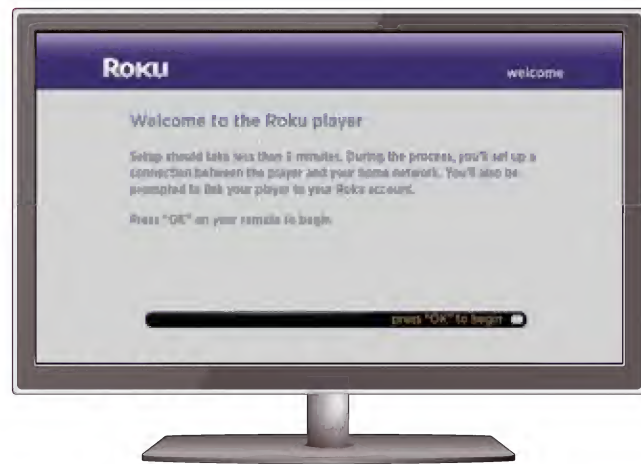 Roku
welcome
Welcome to the Roku player
Setup should take less than 5 minutes. During the process, you'll set up a
connection between the player and your home network. You'll also be
prompted to link your player to your Roku account.
Press "OK" on your remote to begin.
press "OK" to begin